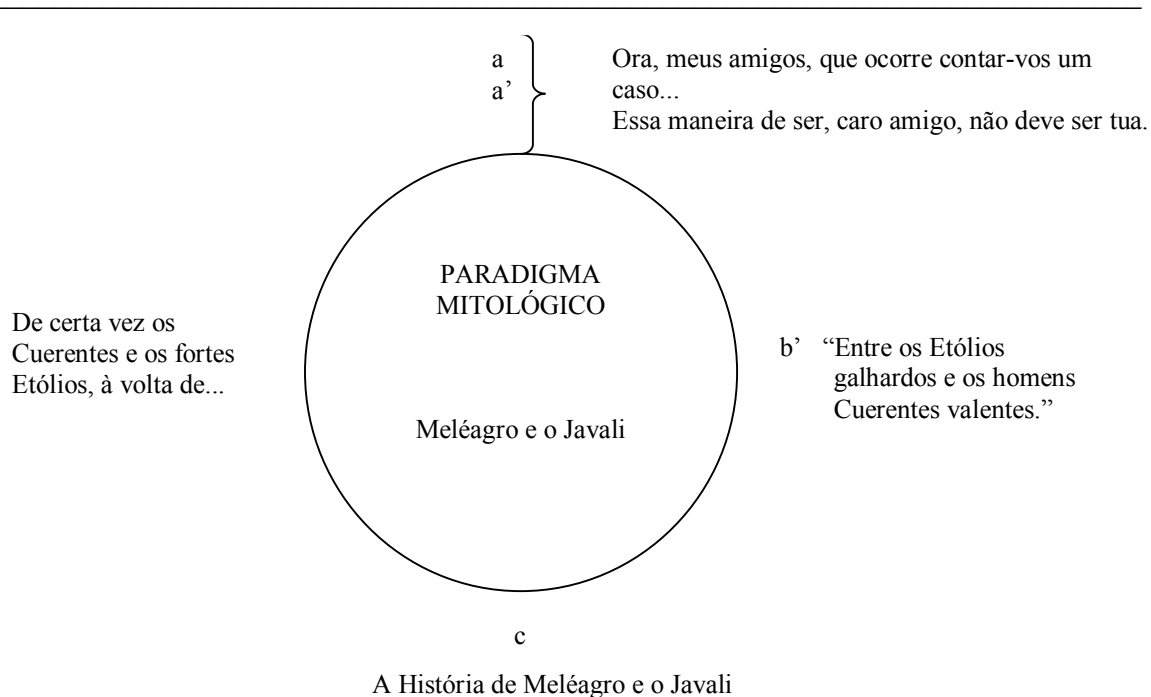 a
a’
Ora, meus amigos, que ocorre contar-vos um
caso...
Essa maneira de ser, caro amigo, não deve ser tua.
PARADIGMA
MITOLÓGICO
Meléagro e o Javali
De certa vez os
Cuerentes e os fortes
Etólios, à volta de...
b’ “Entre os Etólios
galhardos e os homens
Cuerentes valentes.”
c
A História de Meléagro e o Javali